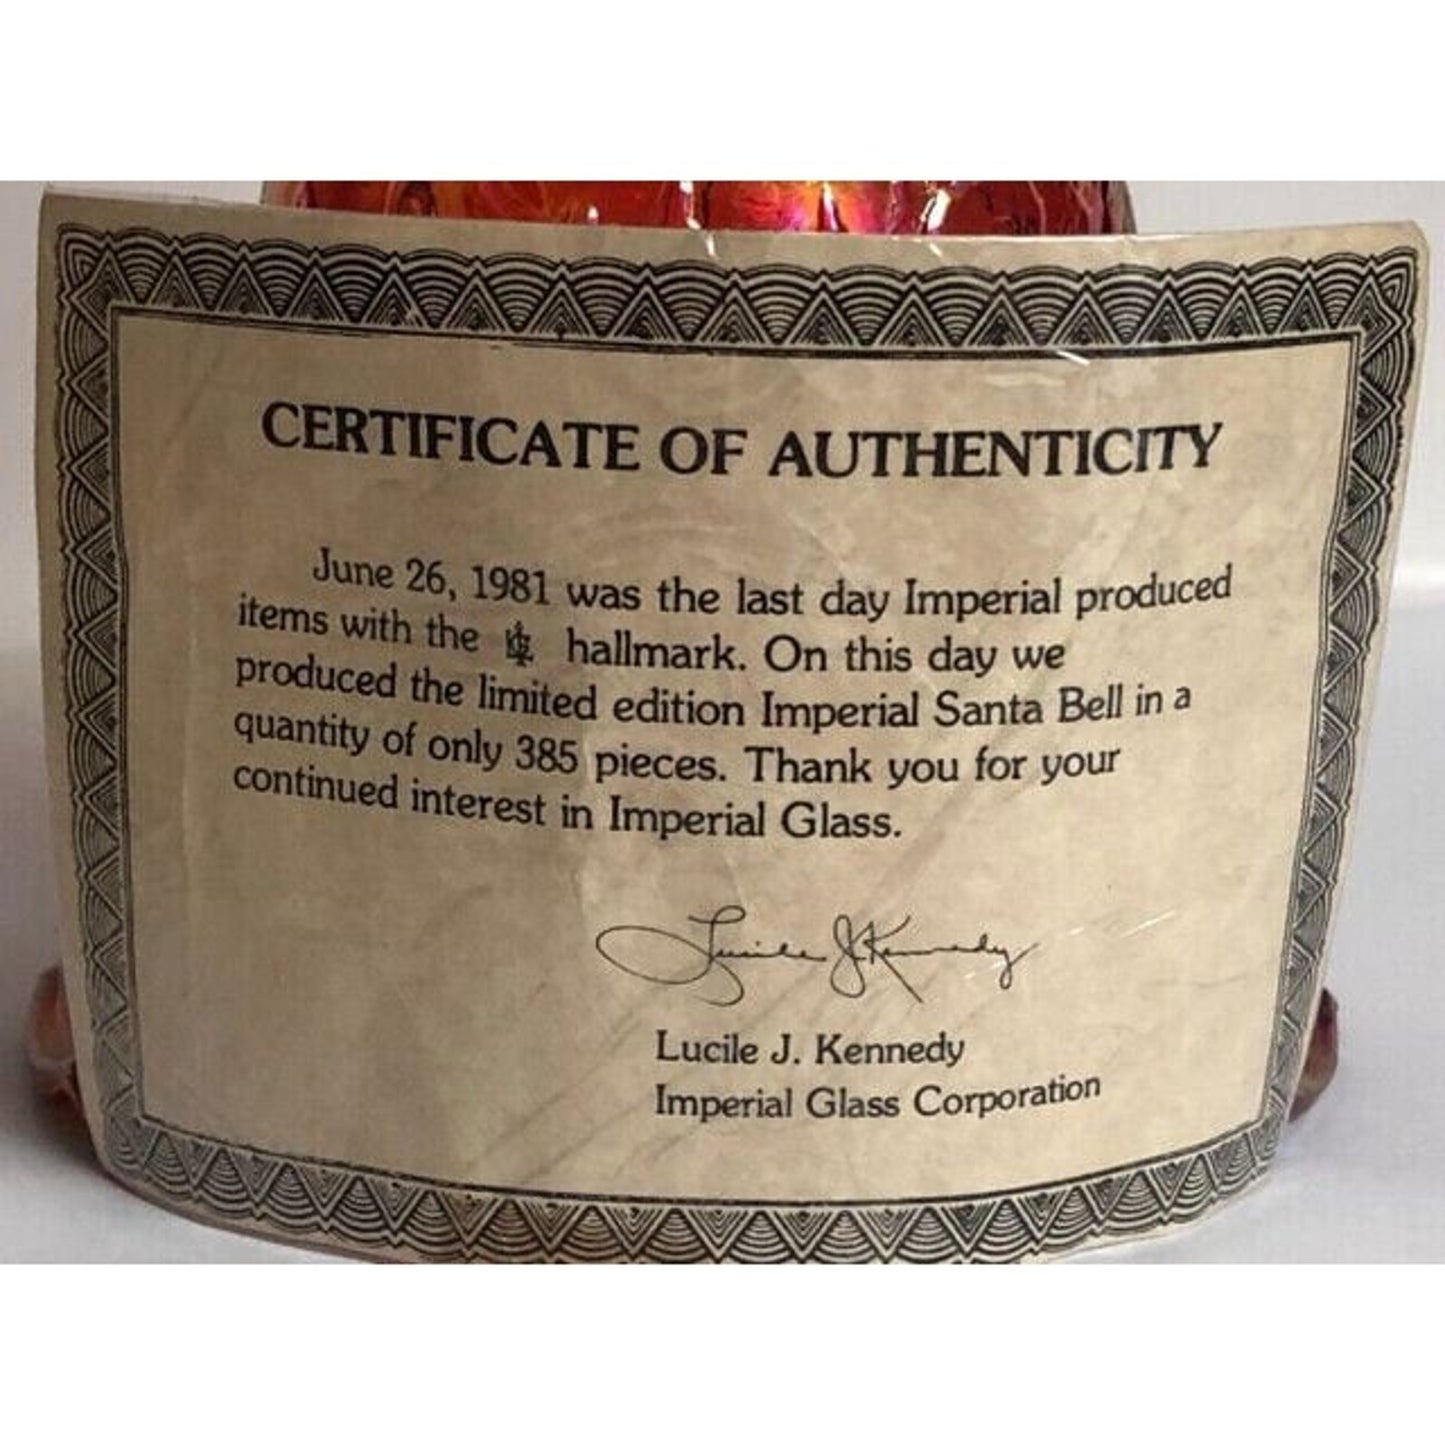 CERTIFICATE OF AUTHENTICITY
June 26, 1981 was the last day Imperial produced
items with the hallmark. On this day we
produced the limited edition Imperial Santa Bell in a
quantity of only 385 pieces. Thank you for your
continued interest in Imperial Glass.
Lucile J. Kennedy
Lucile J. Kennedy
Imperial Glass Corporation